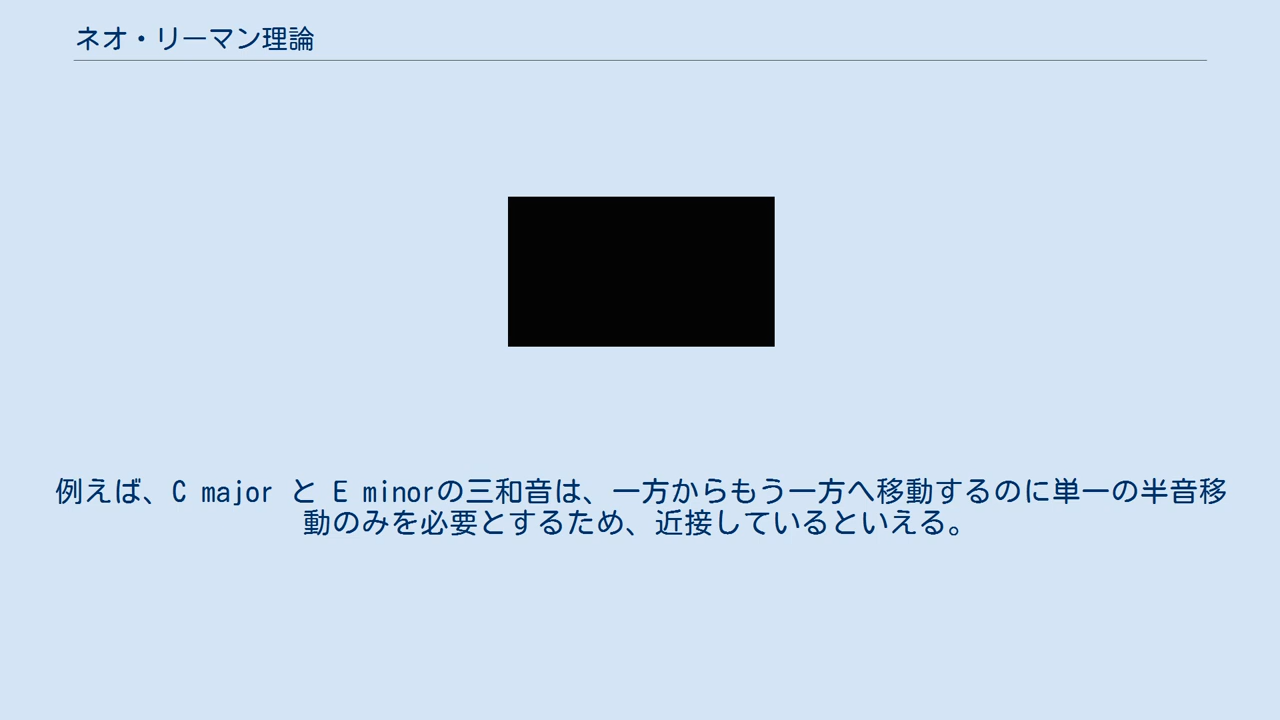 ネオ・リーマン理論
例えば、C major と E minorの三和音は、一方からもう一方へ移動するのに単一の半音移
動のみを必要とするため、近接しているといえる。